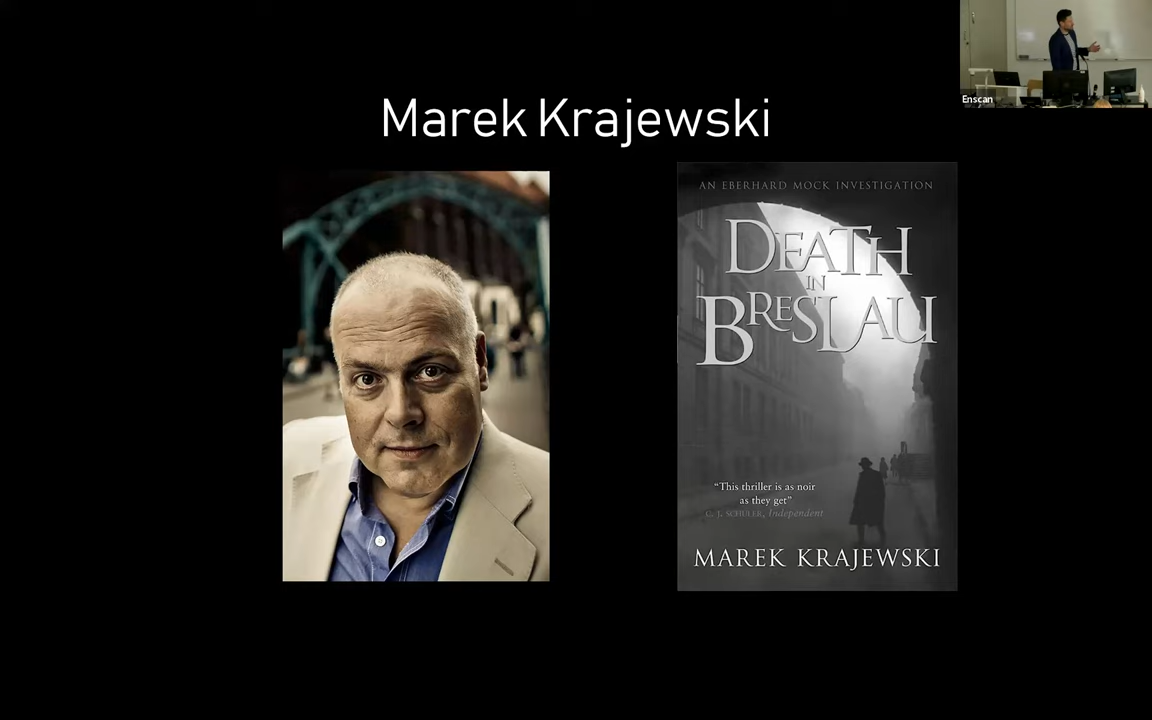 Marek Krajewski
Enscan
AN EBERHARD MOCK INVESTIGATION
DEATH
IN
BRESLAU
“This thriller is as noir
as they get”
C. J. SCHULER, Independent
MAREK KRAJEWSKI